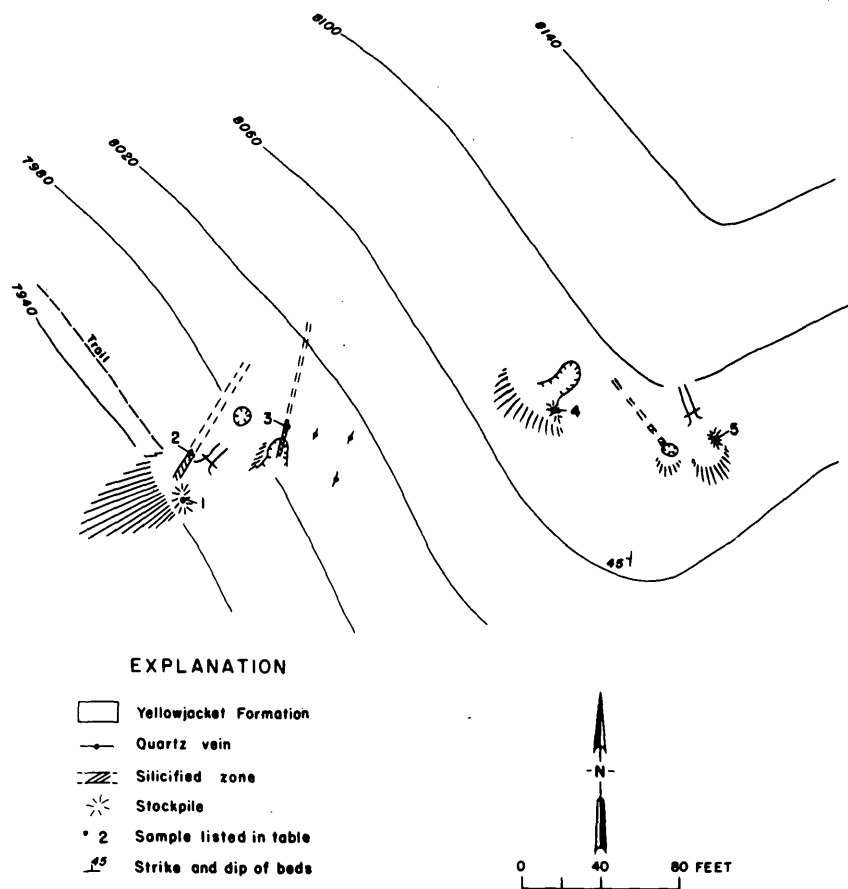 8100
8140
8060
8020
7980
7940
Trail
2
3
1
4
5
45
EXPLANATION
Yellowjacket Formation
Quartz vein
Silicified zone
Stockpile
2 Sample listed in table
45 Strike and dip of beds
N
0 40 80 FEET